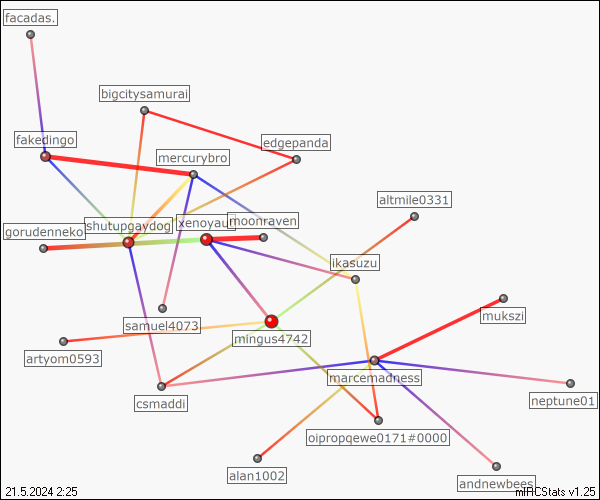 facadas.
bigcitysamurai
fakedingo
edgepanda
mercurybro
altmile0331
shutupgaydog
xenoyau
moonraven
gorudenneko
ikasuzu
mukszi
samuel4073
mingus4742
artyom0593
marcemadness
neptune01
csmaddi
oipropqewe0171#0000
alan1002
andnewbees
21.5.2024 2:25
mIRCStats v1.25